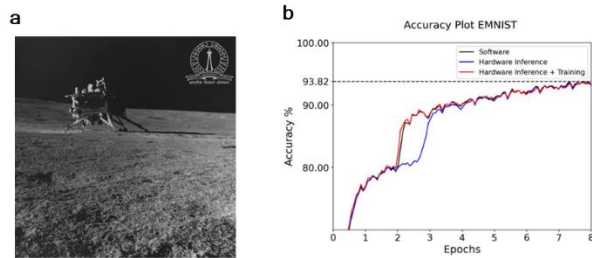 a
b
Accuracy Plot EMNIST
Software
Hardware Inference
Hardware Inference + Training
100.00
93.82
90.00
80.00
Accuracy %
0 1 2 3 4 5 6 7 8
Epochs